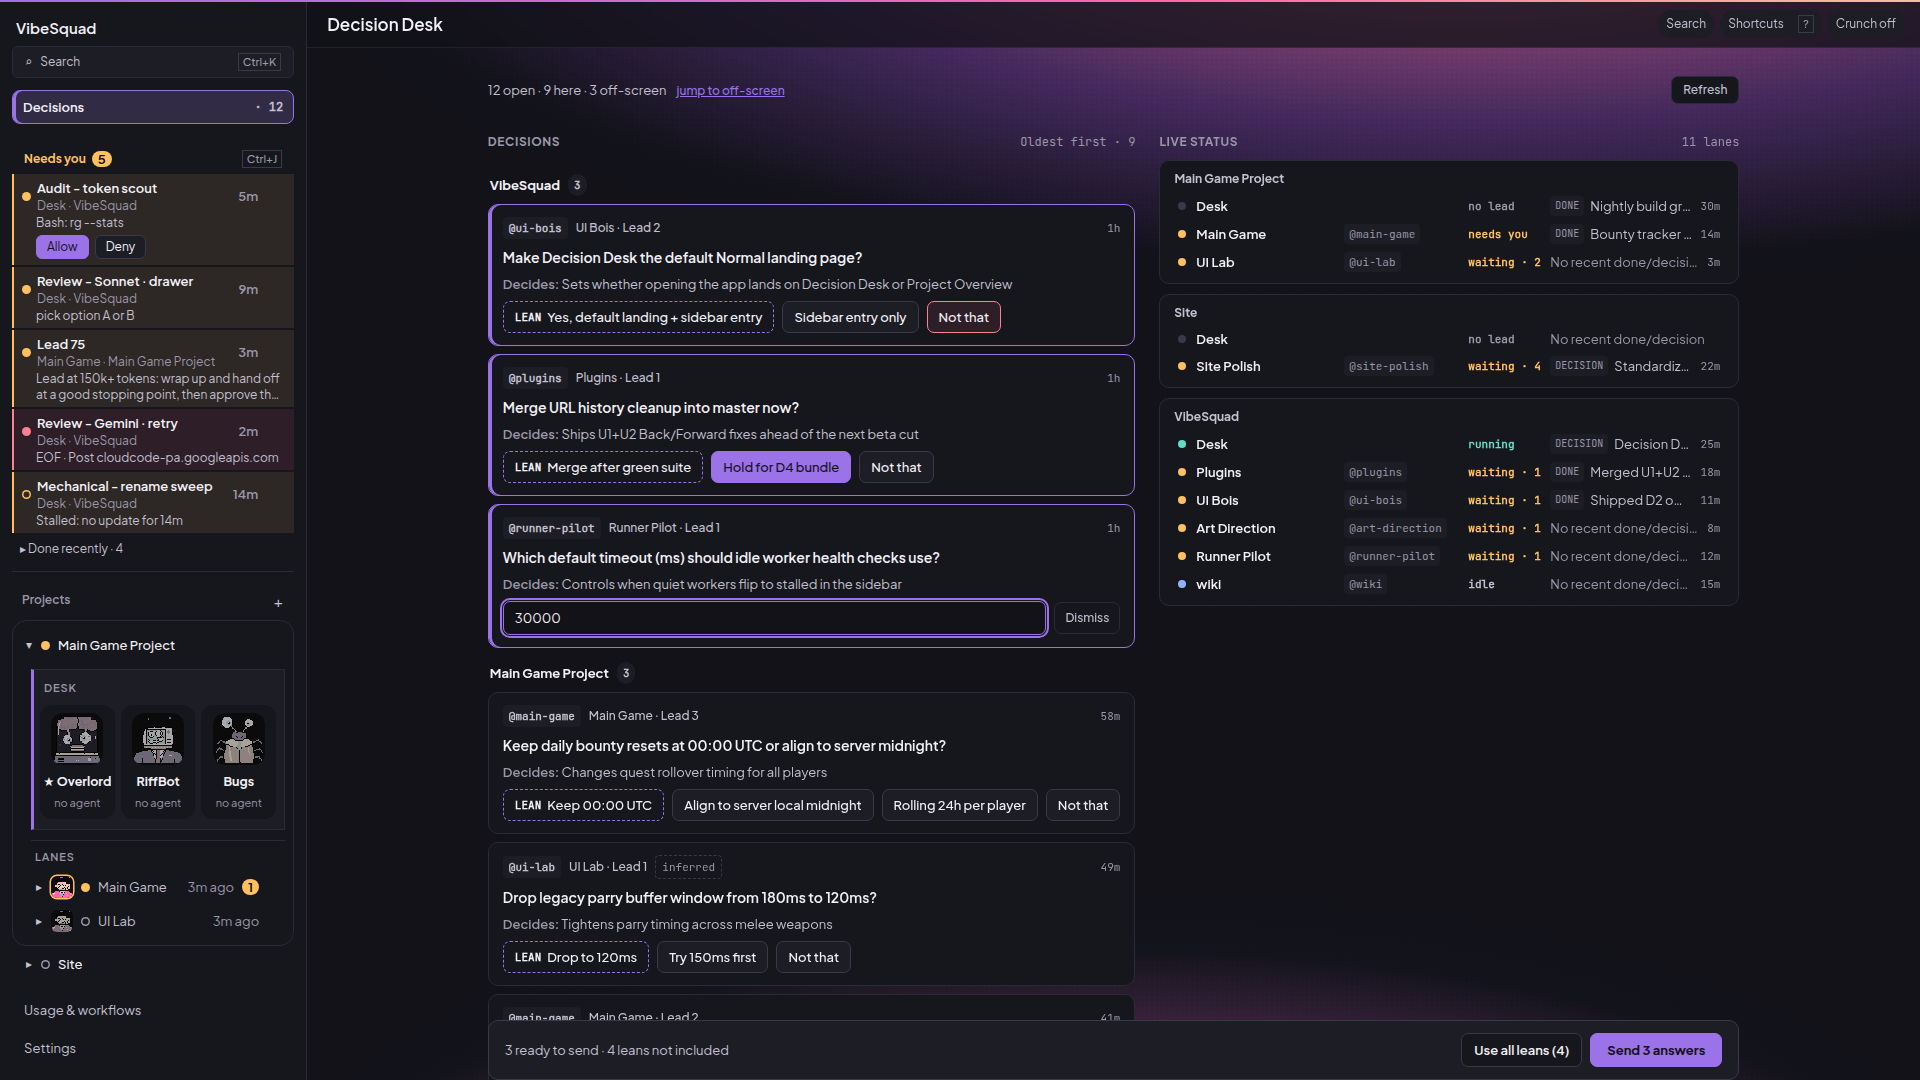 VibeSquad
Search Ctrl+K
Decisions · 12
Needs you 5 Ctrl+J
Audit – token scout 5m
Desk · VibeSquad
Bash: rg --stats
Allow Deny
Review – Sonnet · drawer 9m
Desk · VibeSquad
pick option A or B
Lead 75 3m
Main Game · Main Game Project
Lead at 150k+ tokens: wrap up and hand off
at a good stopping point, then approve th...
Review – Gemini · retry 2m
Desk · VibeSquad
EOF · Post cloudcode-pa.googleapis.com
Mechanical – rename sweep 14m
Desk · VibeSquad
Stalled: no update for 14m
▸ Done recently · 4
Projects +
▾ Main Game Project
DESK
★ Overlord RiffBot Bugs
no agent no agent no agent
LANES
▸ Main Game 3m ago 1
▸ UI Lab 3m ago
▸ Site
Usage & workflows
Settings
Decision Desk Search Shortcuts ? Crunch off
12 open · 9 here · 3 off-screen jump to off-screen Refresh
DECISIONS Oldest first · 9
VibeSquad 3
@ui-bois UI Bois · Lead 2 1h
Make Decision Desk the default Normal landing page?
Decides: Sets whether opening the app lands on Decision Desk or Project Overview
LEAN Yes, default landing + sidebar entry Sidebar entry only Not that
@plugins Plugins · Lead 1 1h
Merge URL history cleanup into master now?
Decides: Ships U1+U2 Back/Forward fixes ahead of the next beta cut
LEAN Merge after green suite Hold for D4 bundle Not that
@runner-pilot Runner Pilot · Lead 1 1h
Which default timeout (ms) should idle worker health checks use?
Decides: Controls when quiet workers flip to stalled in the sidebar
30000 Dismiss
Main Game Project 3
@main-game Main Game · Lead 3 58m
Keep daily bounty resets at 00:00 UTC or align to server midnight?
Decides: Changes quest rollover timing for all players
LEAN Keep 00:00 UTC Align to server local midnight Rolling 24h per player Not that
@ui-lab UI Lab · Lead 1 inferred 49m
Drop legacy parry buffer window from 180ms to 120ms?
Decides: Tightens parry timing across melee weapons
LEAN Drop to 120ms Try 150ms first Not that
@main-game Main Game · Lead 2 41m
LIVE STATUS 11 lanes
Main Game Project
Desk no lead DONE Nightly build gr... 30m
Main Game @main-game needs you DONE Bounty tracker ... 14m
UI Lab @ui-lab waiting · 2 No recent done/decisi... 3m
Site
Desk no lead No recent done/decision
Site Polish @site-polish waiting · 4 DECISION Standardiz... 22m
VibeSquad
Desk running DECISION Decision D... 25m
Plugins @plugins waiting · 1 DONE Merged U1+U2 ... 18m
UI Bois @ui-bois waiting · 1 DONE Shipped D2 o... 11m
Art Direction @art-direction waiting · 1 No recent done/decisi... 8m
Runner Pilot @runner-pilot waiting · 1 No recent done/deci... 12m
wiki @wiki idle No recent done/deci... 15m
3 ready to send · 4 leans not included Use all leans (4) Send 3 answers